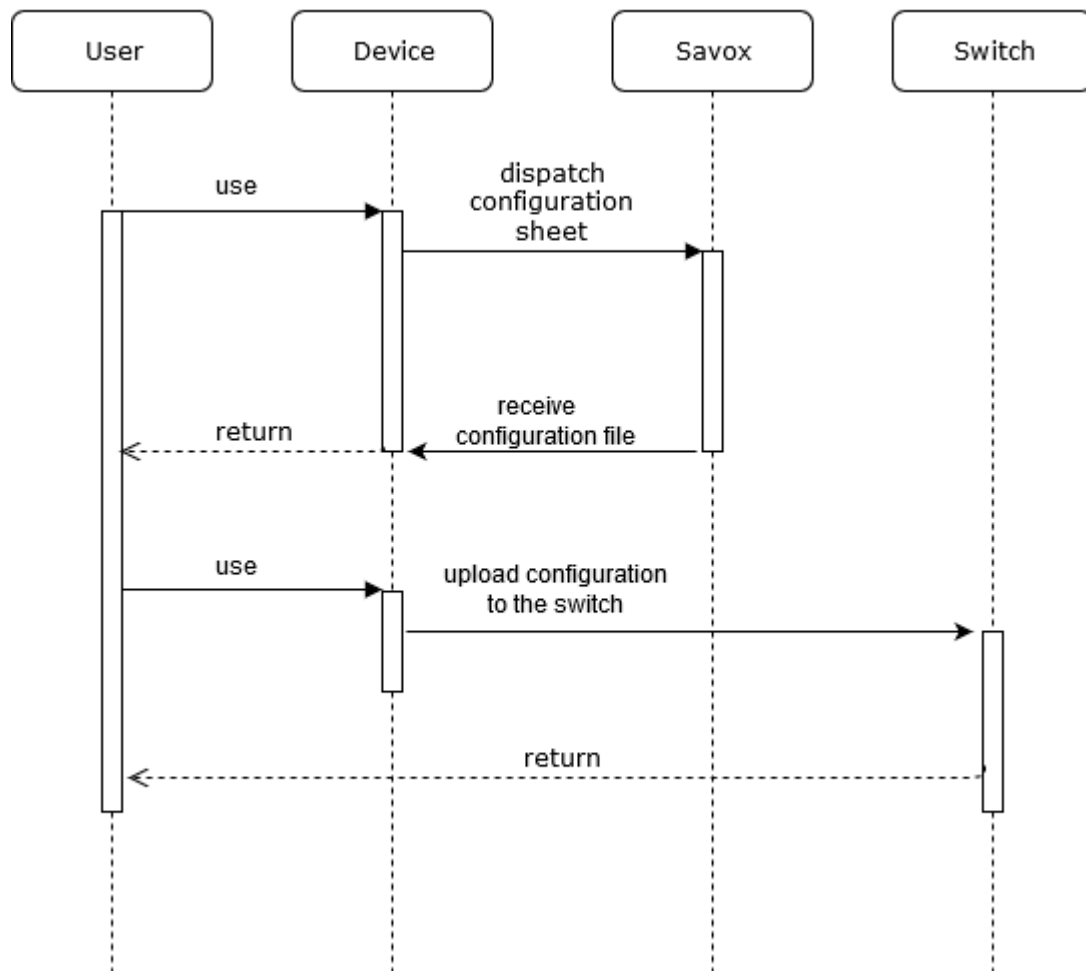 User
Device
Savox
Switch
use
dispatch
configuration
sheet
receive
configuration file
return
use
upload configuration
to the switch
return